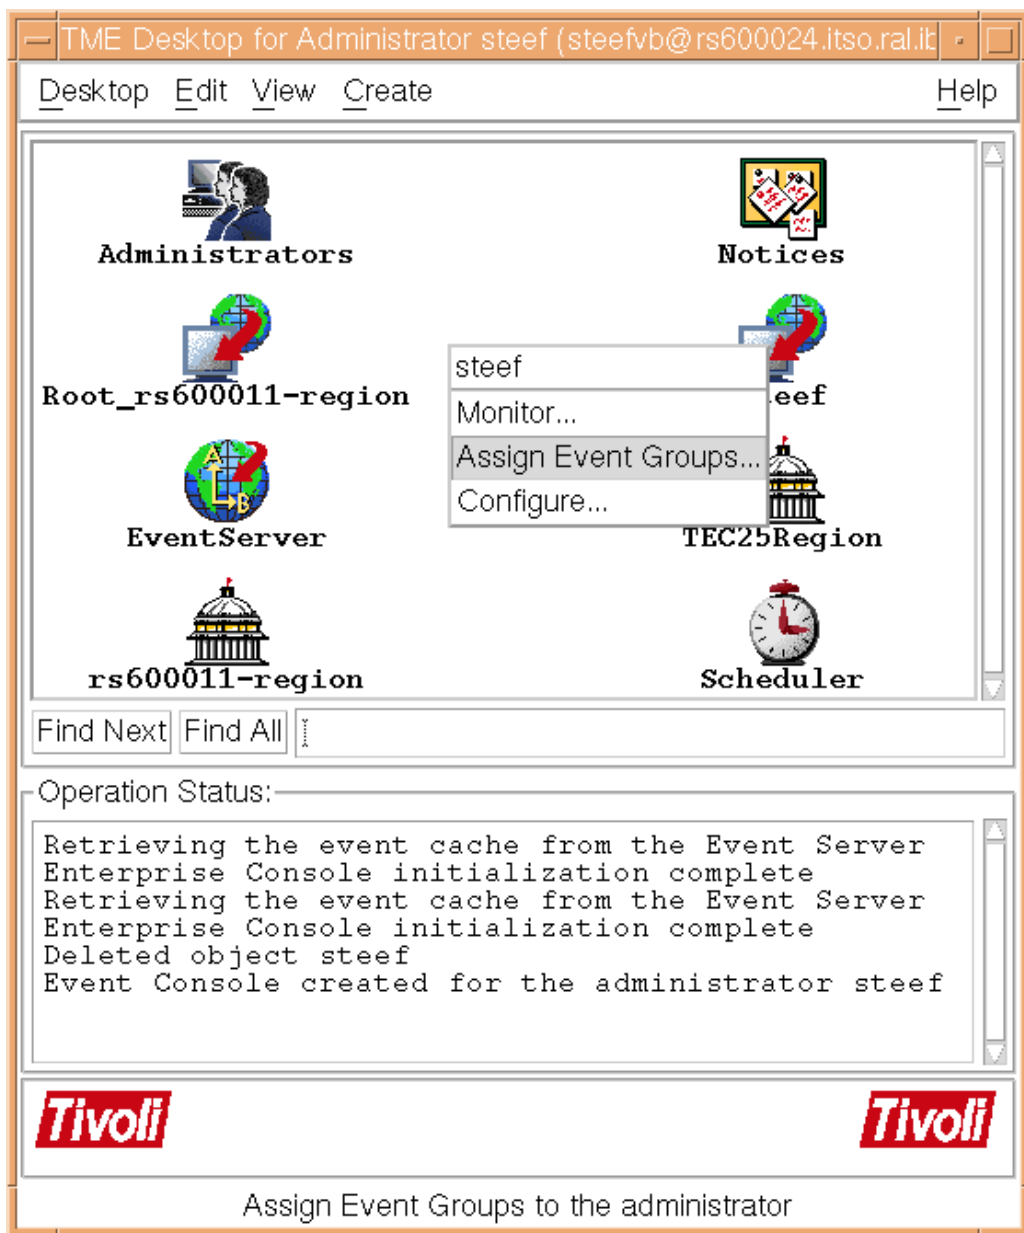 TME Desktop for Administrator steef (steefvb@rs600024.itso.ral.ib
Desktop Edit View Create Help
Administrators Notices
Root_rs600011-region
steef
Monitor...
Assign Event Groups...
Configure...
EventServer TEC25Region
rs600011-region Scheduler
Find Next Find All
Operation Status:
Retrieving the event cache from the Event Server
Enterprise Console initialization complete
Retrieving the event cache from the Event Server
Enterprise Console initialization complete
Deleted object steef
Event Console created for the administrator steef
Tivoli Tivoli
Assign Event Groups to the administrator